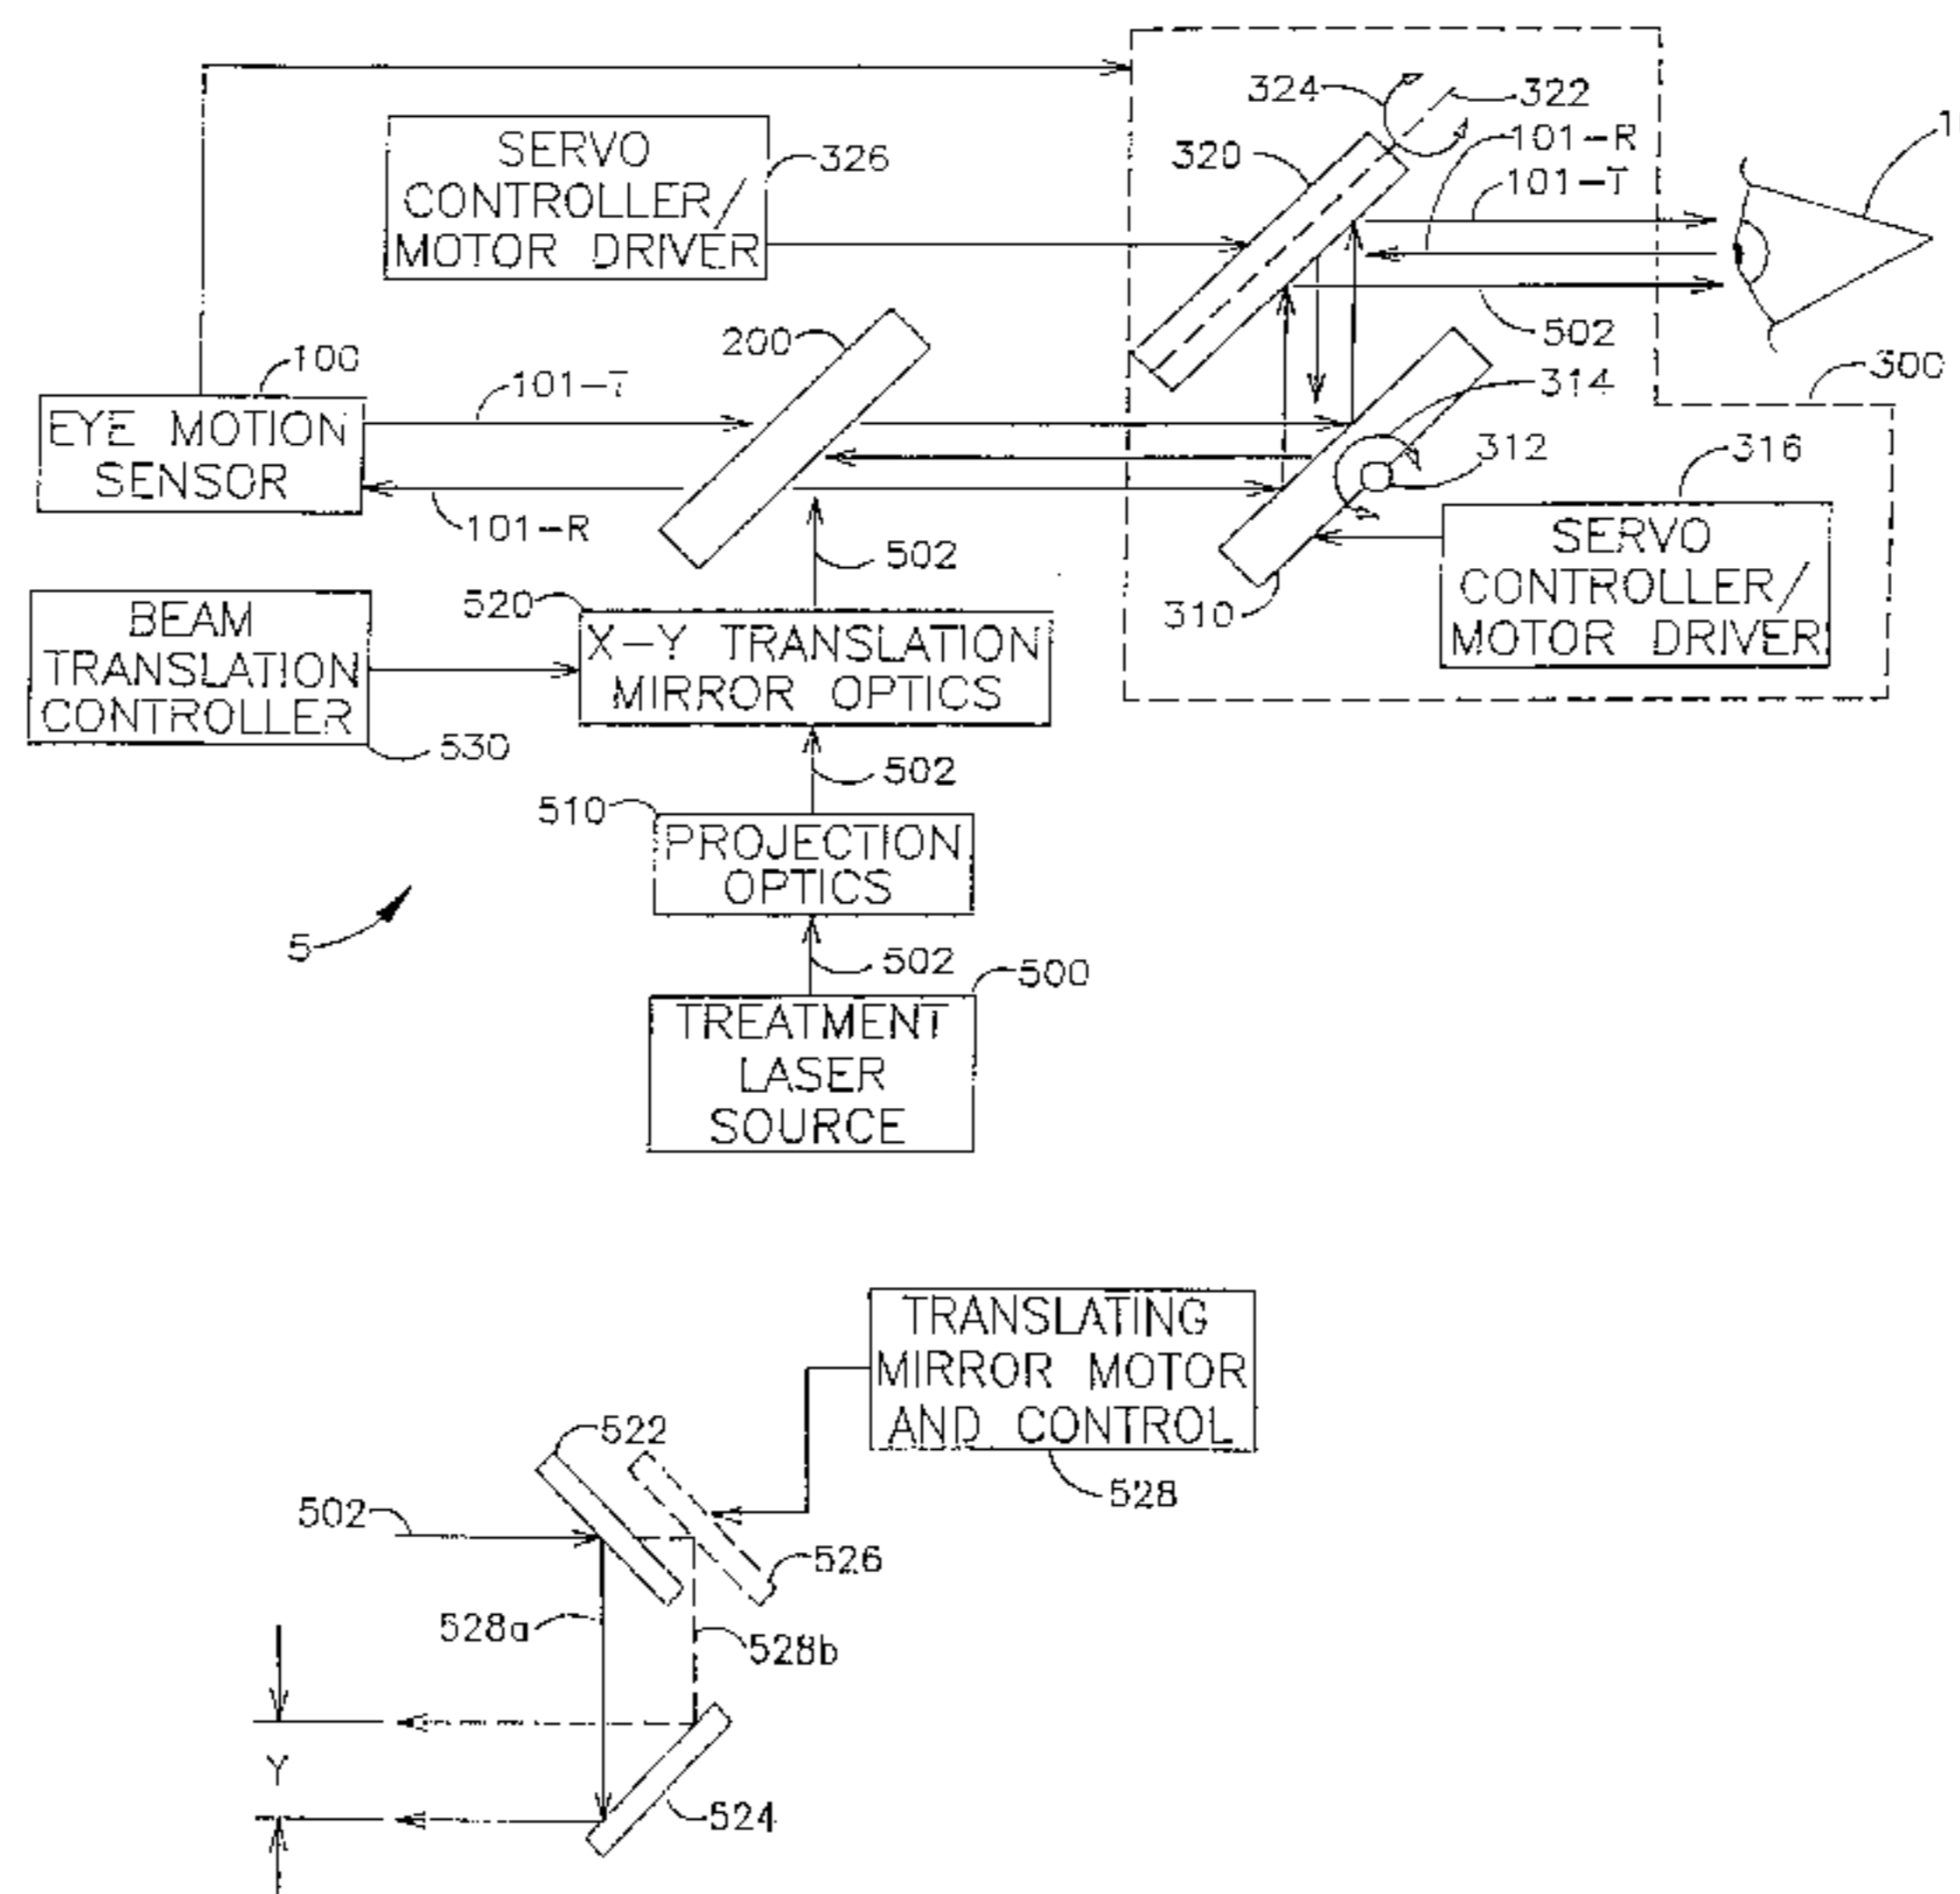 324
322
1
SERVO
CONTROLLER/
MOTOR DRIVER
326
320
101-R
101-T
200
502
100
101-T
314
300
EYE MOTION
SENSOR
312
316
101-R
502
SERVO
CONTROLLER/
MOTOR DRIVER
310
BEAM
TRANSLATION
CONTROLLER
520
X-Y TRANSLATION
MIRROR OPTICS
530
502
510
PROJECTION
OPTICS
5
502
500
TREATMENT
LASER
SOURCE
TRANSLATING
MIRROR MOTOR
AND CONTROL
522
528
502
526
528a
528b
Y
524